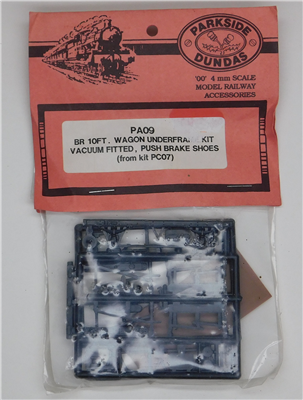 PARKSIDE
DUNDAS
'00' 4 mm SCALE
MODEL RAILWAY
ACCESSORIES
PA09
BR 10FT. WAGON UNDERFRAME KIT
VACUUM FITTED, PUSH BRAKE SHOES
(from kit PC07)